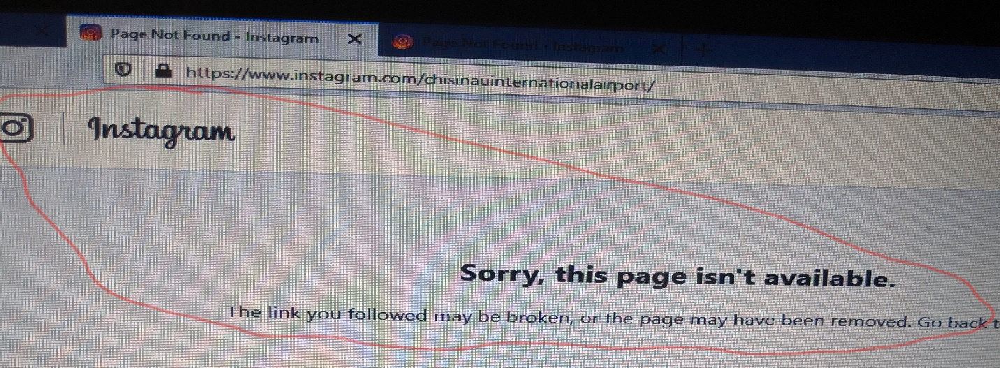 Page Not Found • Instagram
Page Not Found • Instagram
https://www.instagram.com/chisinauinternationalairport/
Instagram
Sorry, this page isn't available.
The link you followed may be broken, or the page may have been removed. Go back t